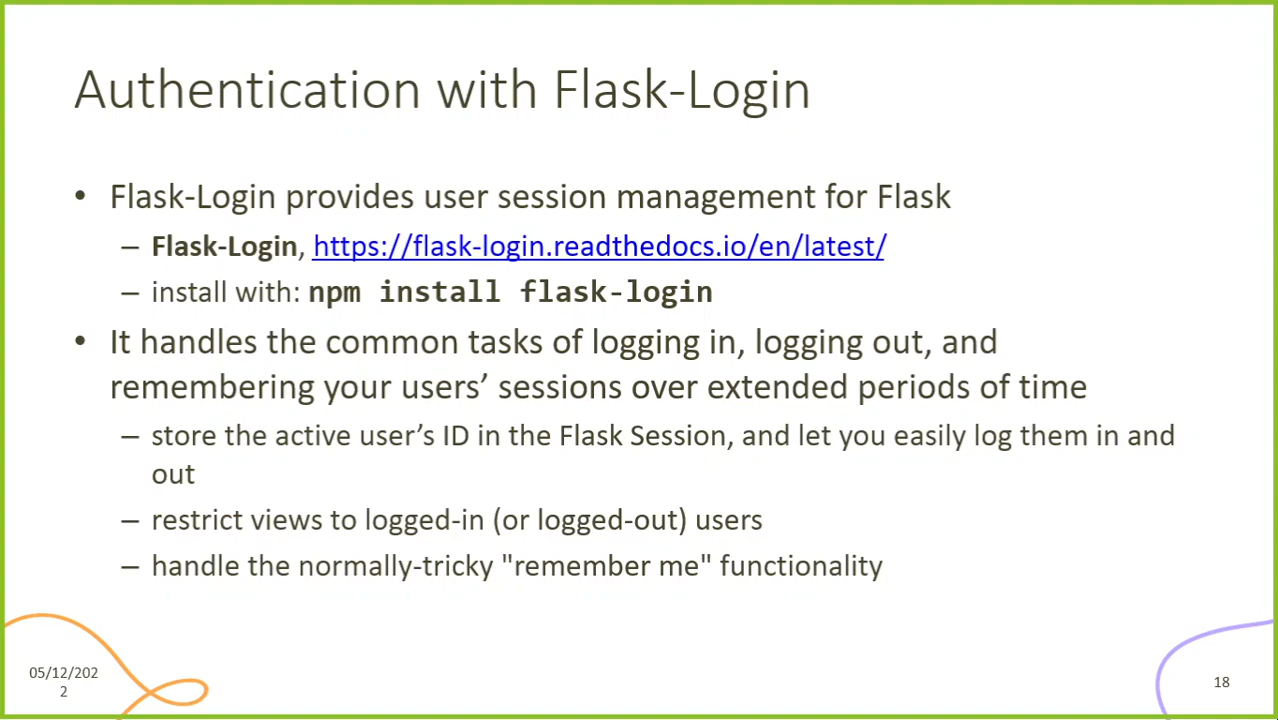 Authentication with Flask-Login
• Flask-Login provides user session management for Flask
– Flask-Login, https://flask-login.readthedocs.io/en/latest/
– install with: npm install flask-login
• It handles the common tasks of logging in, logging out, and
remembering your users’ sessions over extended periods of time
– store the active user’s ID in the Flask Session, and let you easily log them in and
out
– restrict views to logged-in (or logged-out) users
– handle the normally-tricky "remember me" functionality
05/12/202
2
18